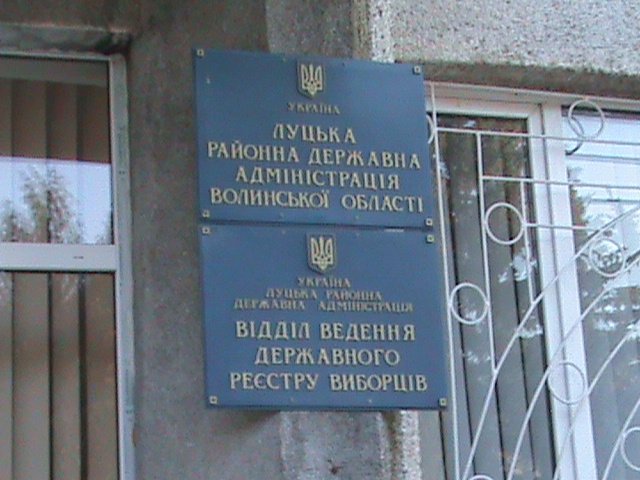 УКРАЇНА
ЛУЦЬКА
РАЙОННА ДЕРЖАВНА
АДМІНІСТРАЦІЯ
ВОЛИНСЬКОЇ ОБЛАСТІ
УКРАЇНА
ЛУЦЬКА РАЙОННА
ДЕРЖАВНА АДМІНІСТРАЦІЯ
ВІДДІЛ ВЕДЕННЯ
ДЕРЖАВНОГО
РЕЄСТРУ ВИБОРЦІВ